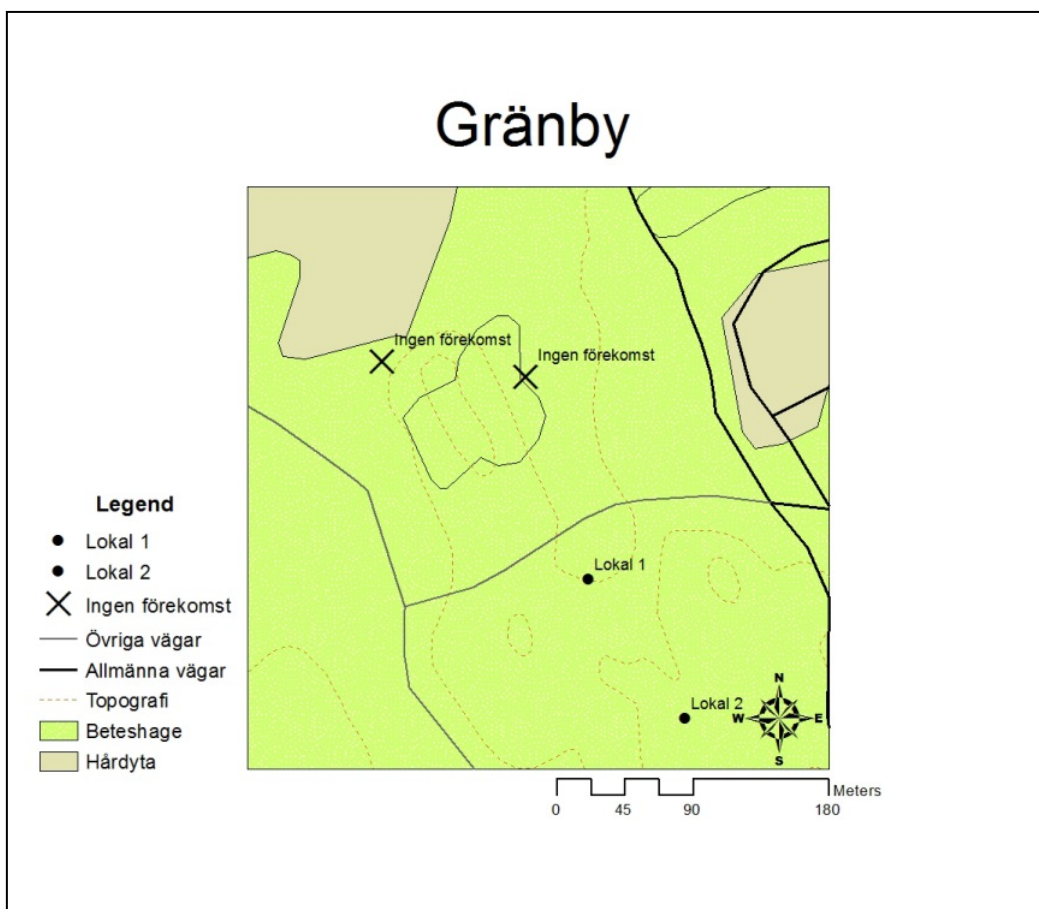 Gränby
Ingen förekomst
Ingen förekomst
Lokal 1
Lokal 2
N
W
E
S
Legend
Lokal 1
Lokal 2
Ingen förekomst
Övriga vägar
Allmänna vägar
Topografi
Beteshage
Hårdyta
Meters
0 45 90 180